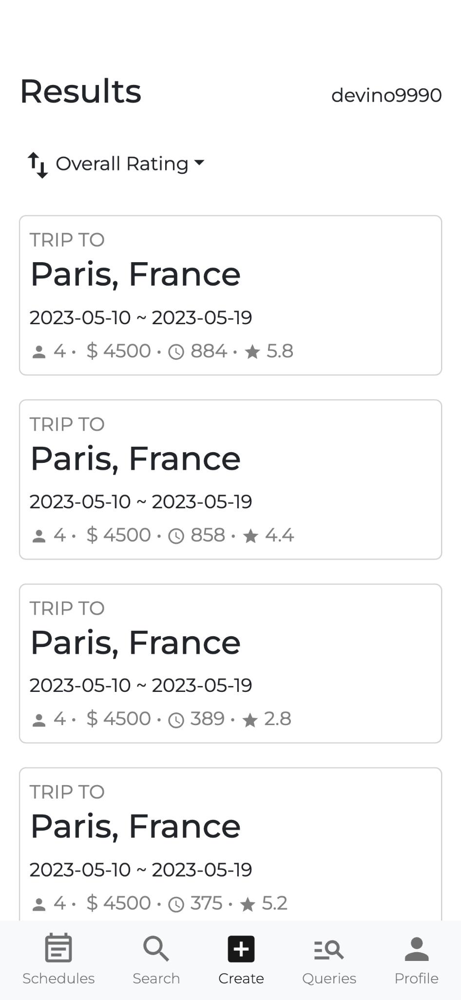 Results
devino9990
Overall Rating
TRIP TO
Paris, France
2023-05-10 ~ 2023-05-19
4 • $ 4500 • 884 • 5.8
TRIP TO
Paris, France
2023-05-10 ~ 2023-05-19
4 • $ 4500 • 858 • 4.4
TRIP TO
Paris, France
2023-05-10 ~ 2023-05-19
4 • $ 4500 • 389 • 2.8
TRIP TO
Paris, France
2023-05-10 ~ 2023-05-19
4 • $ 4500 • 375 • 5.2
Schedules
Search
Create
Queries
Profile